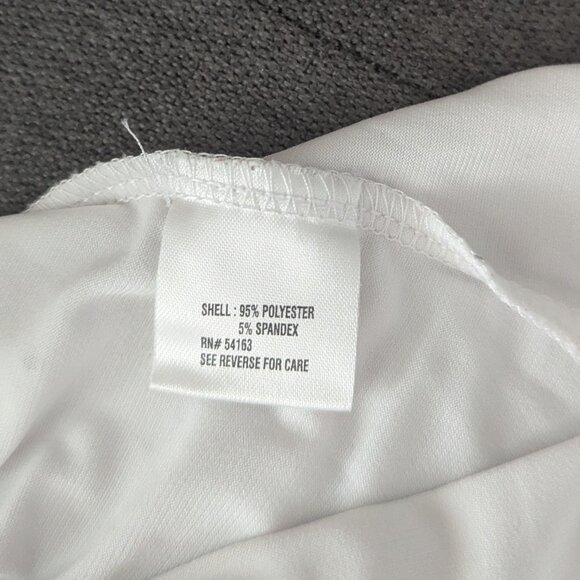 SHELL : 95% POLYESTER
5% SPANDEX
RN# 54163
SEE REVERSE FOR CARE